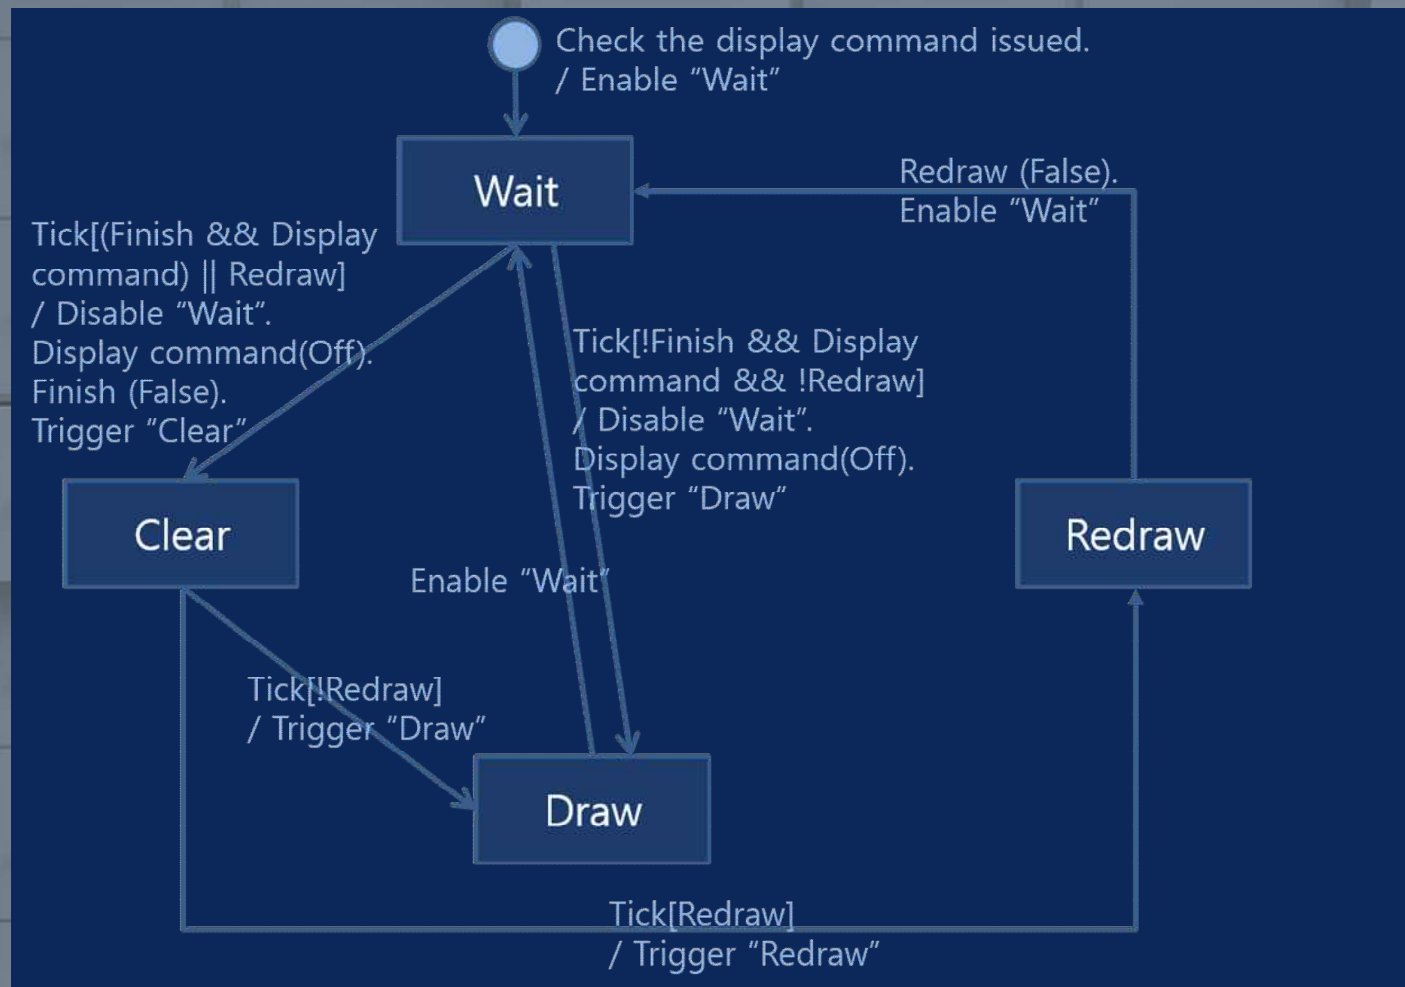 Check the display command issued.
/ Enable “Wait”
Wait
Redraw (False).
Enable “Wait”
Tick[(Finish && Display
command) || Redraw]
/ Disable “Wait”.
Display command(Off).
Finish (False).
Trigger “Clear”
Tick[!Finish && Display
command && !Redraw]
/ Disable “Wait”.
Display command(Off).
Trigger “Draw”
Clear
Redraw
Enable “Wait”
Tick[!Redraw]
/ Trigger “Draw”
Draw
Tick[Redraw]
/ Trigger “Redraw”